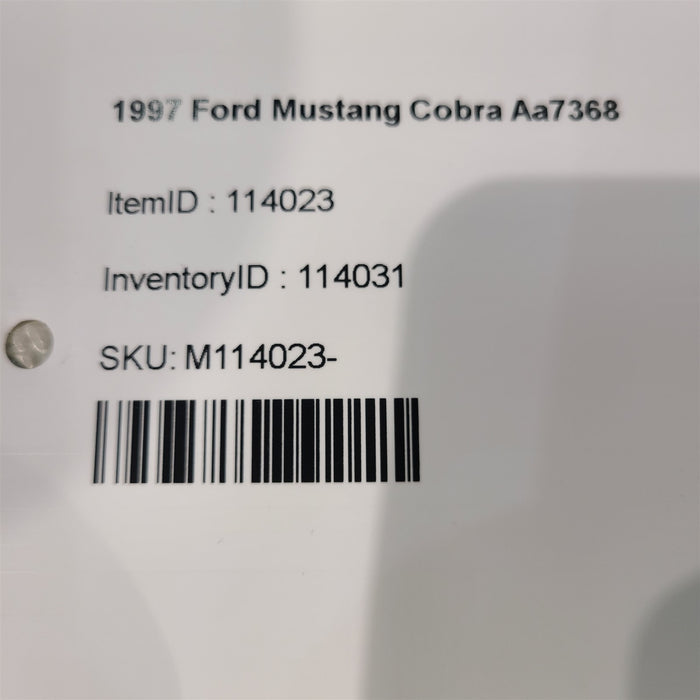 1997 Ford Mustang Cobra Aa7368
ItemID : 114023
InventoryID : 114031
SKU: M114023-